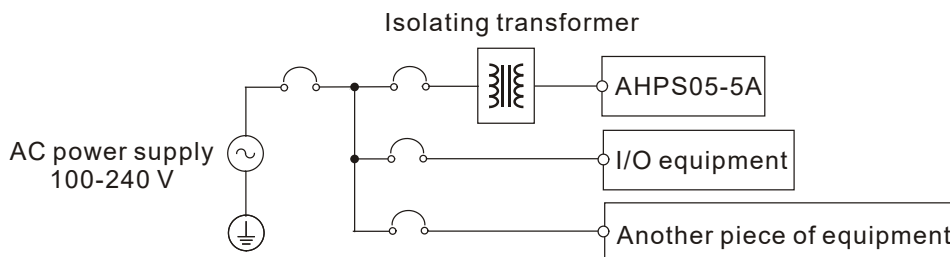 Isolating transformer
AHPS05-5A
AC power supply
100-240 V
I/O equipment
Another piece of equipment